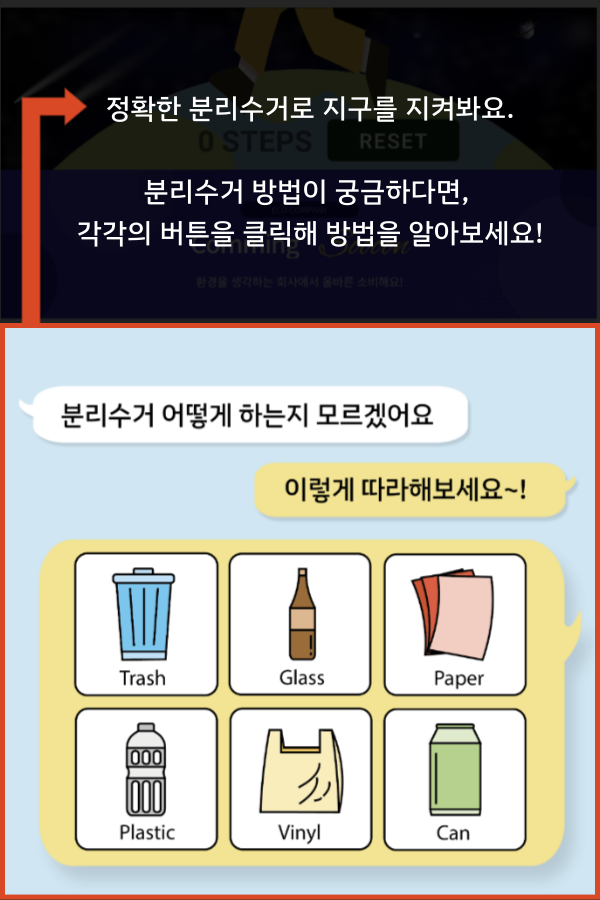 정확한 분리수거로 지구를 지켜봐요.
0 STEPS
RESET
분리수거 방법이 궁금하다면,
각각의 버튼을 클릭해 방법을 알아보세요!
환경을 생각하는 회사에서 올바른 소비해요!
분리수거 어떻게 하는지 모르겠어요
이렇게 따라해보세요~!
Trash
Glass
Paper
Plastic
Vinyl
Can